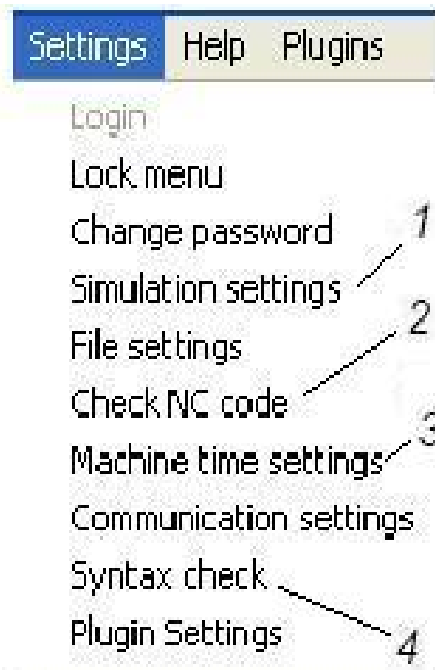 Settings Help Plugins
Login
Lock menu
Change password
1
Simulation settings
2
File settings
Check NC code
3
Machine time settings
Communication settings
Syntax check
Plugin Settings
4